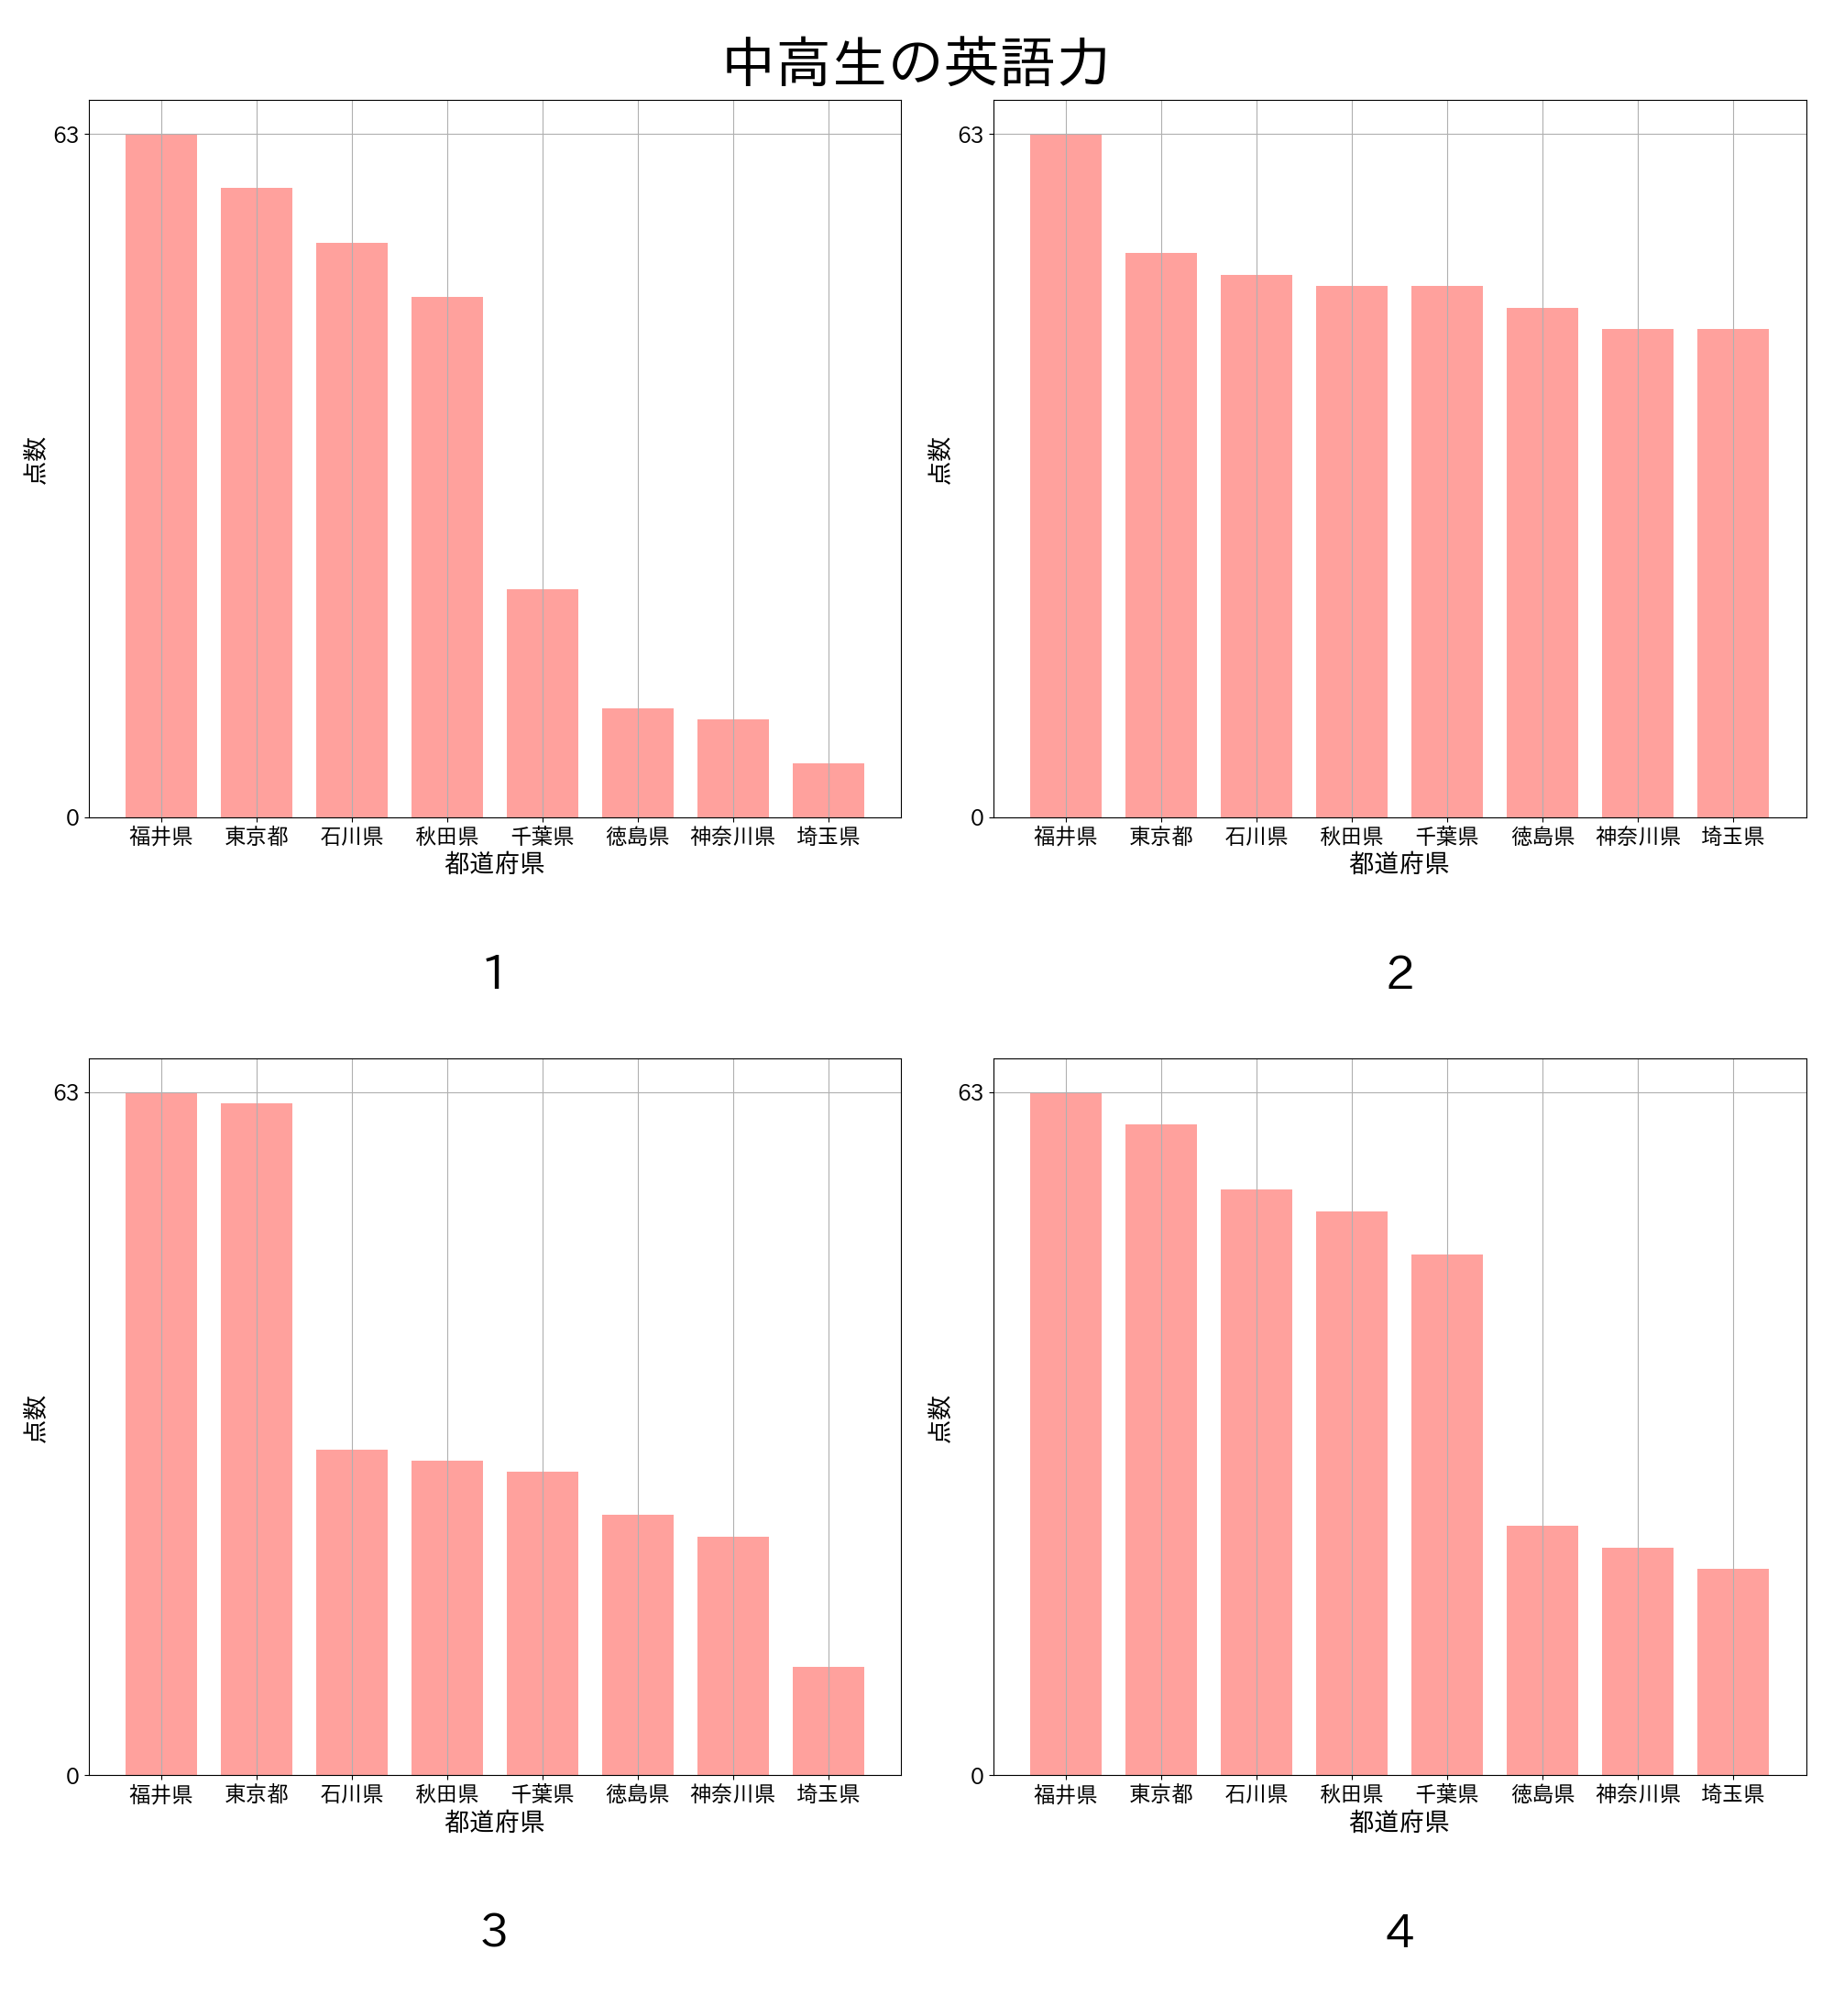 中高生の英語力
63
0
点数
福井県 東京都 石川県 秋田県 千葉県 徳島県 神奈川県 埼玉県
都道府県
1
63
0
点数
福井県 東京都 石川県 秋田県 千葉県 徳島県 神奈川県 埼玉県
都道府県
2
63
0
点数
福井県 東京都 石川県 秋田県 千葉県 徳島県 神奈川県 埼玉県
都道府県
3
63
0
点数
福井県 東京都 石川県 秋田県 千葉県 徳島県 神奈川県 埼玉県
都道府県
4